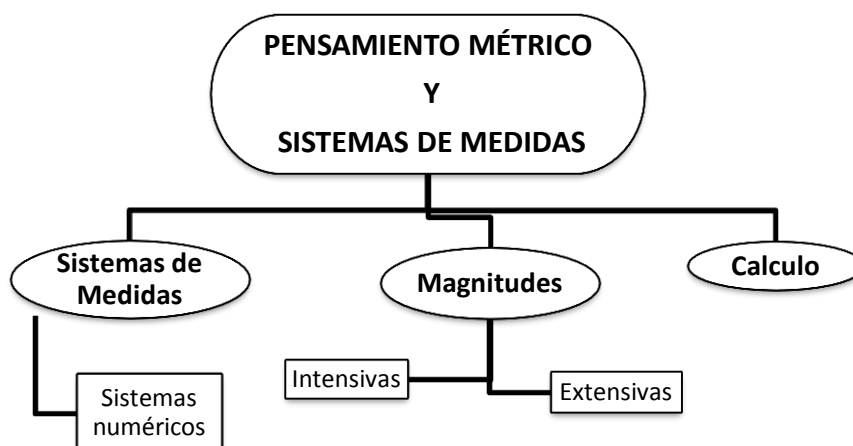 PENSAMIENTO MÉTRICO
Y
SISTEMAS DE MEDIDAS
Sistemas de
Medidas
Magnitudes
Calculo
Intensivas
Extensivas
Sistemas
numéricos